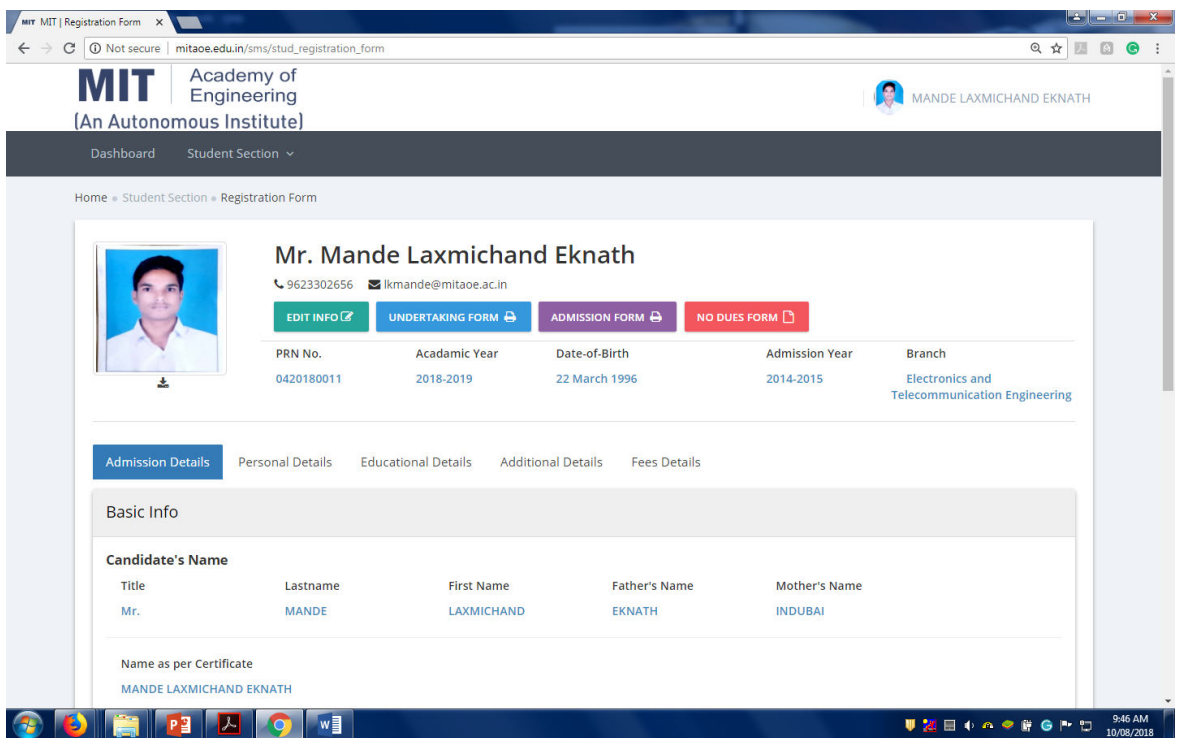 MIT MIT | Registration Form
Not secure | mitaoe.edu.in/sms/stud_registration_form
MIT Academy of
Engineering
(An Autonomous Institute)
MANDE LAXMICHAND EKNATH
Dashboard Student Section
Home Student Section Registration Form
Mr. Mande Laxmichand Eknath
9623302656 lkmande@mitaoe.ac.in
EDIT INFO UNDERTAKING FORM ADMISSION FORM NO DUES FORM
PRN No. Acadamic Year Date-of-Birth Admission Year Branch
0420180011 2018-2019 22 March 1996 2014-2015 Electronics and
Telecommunication Engineering
Admission Details Personal Details Educational Details Additional Details Fees Details
Basic Info
Candidate's Name
Title Lastname First Name Father's Name Mother's Name
Mr. MANDE LAXMICHAND EKNATH INDUBAI
Name as per Certificate
MANDE LAXMICHAND EKNATH
9:46 AM
10/08/2018